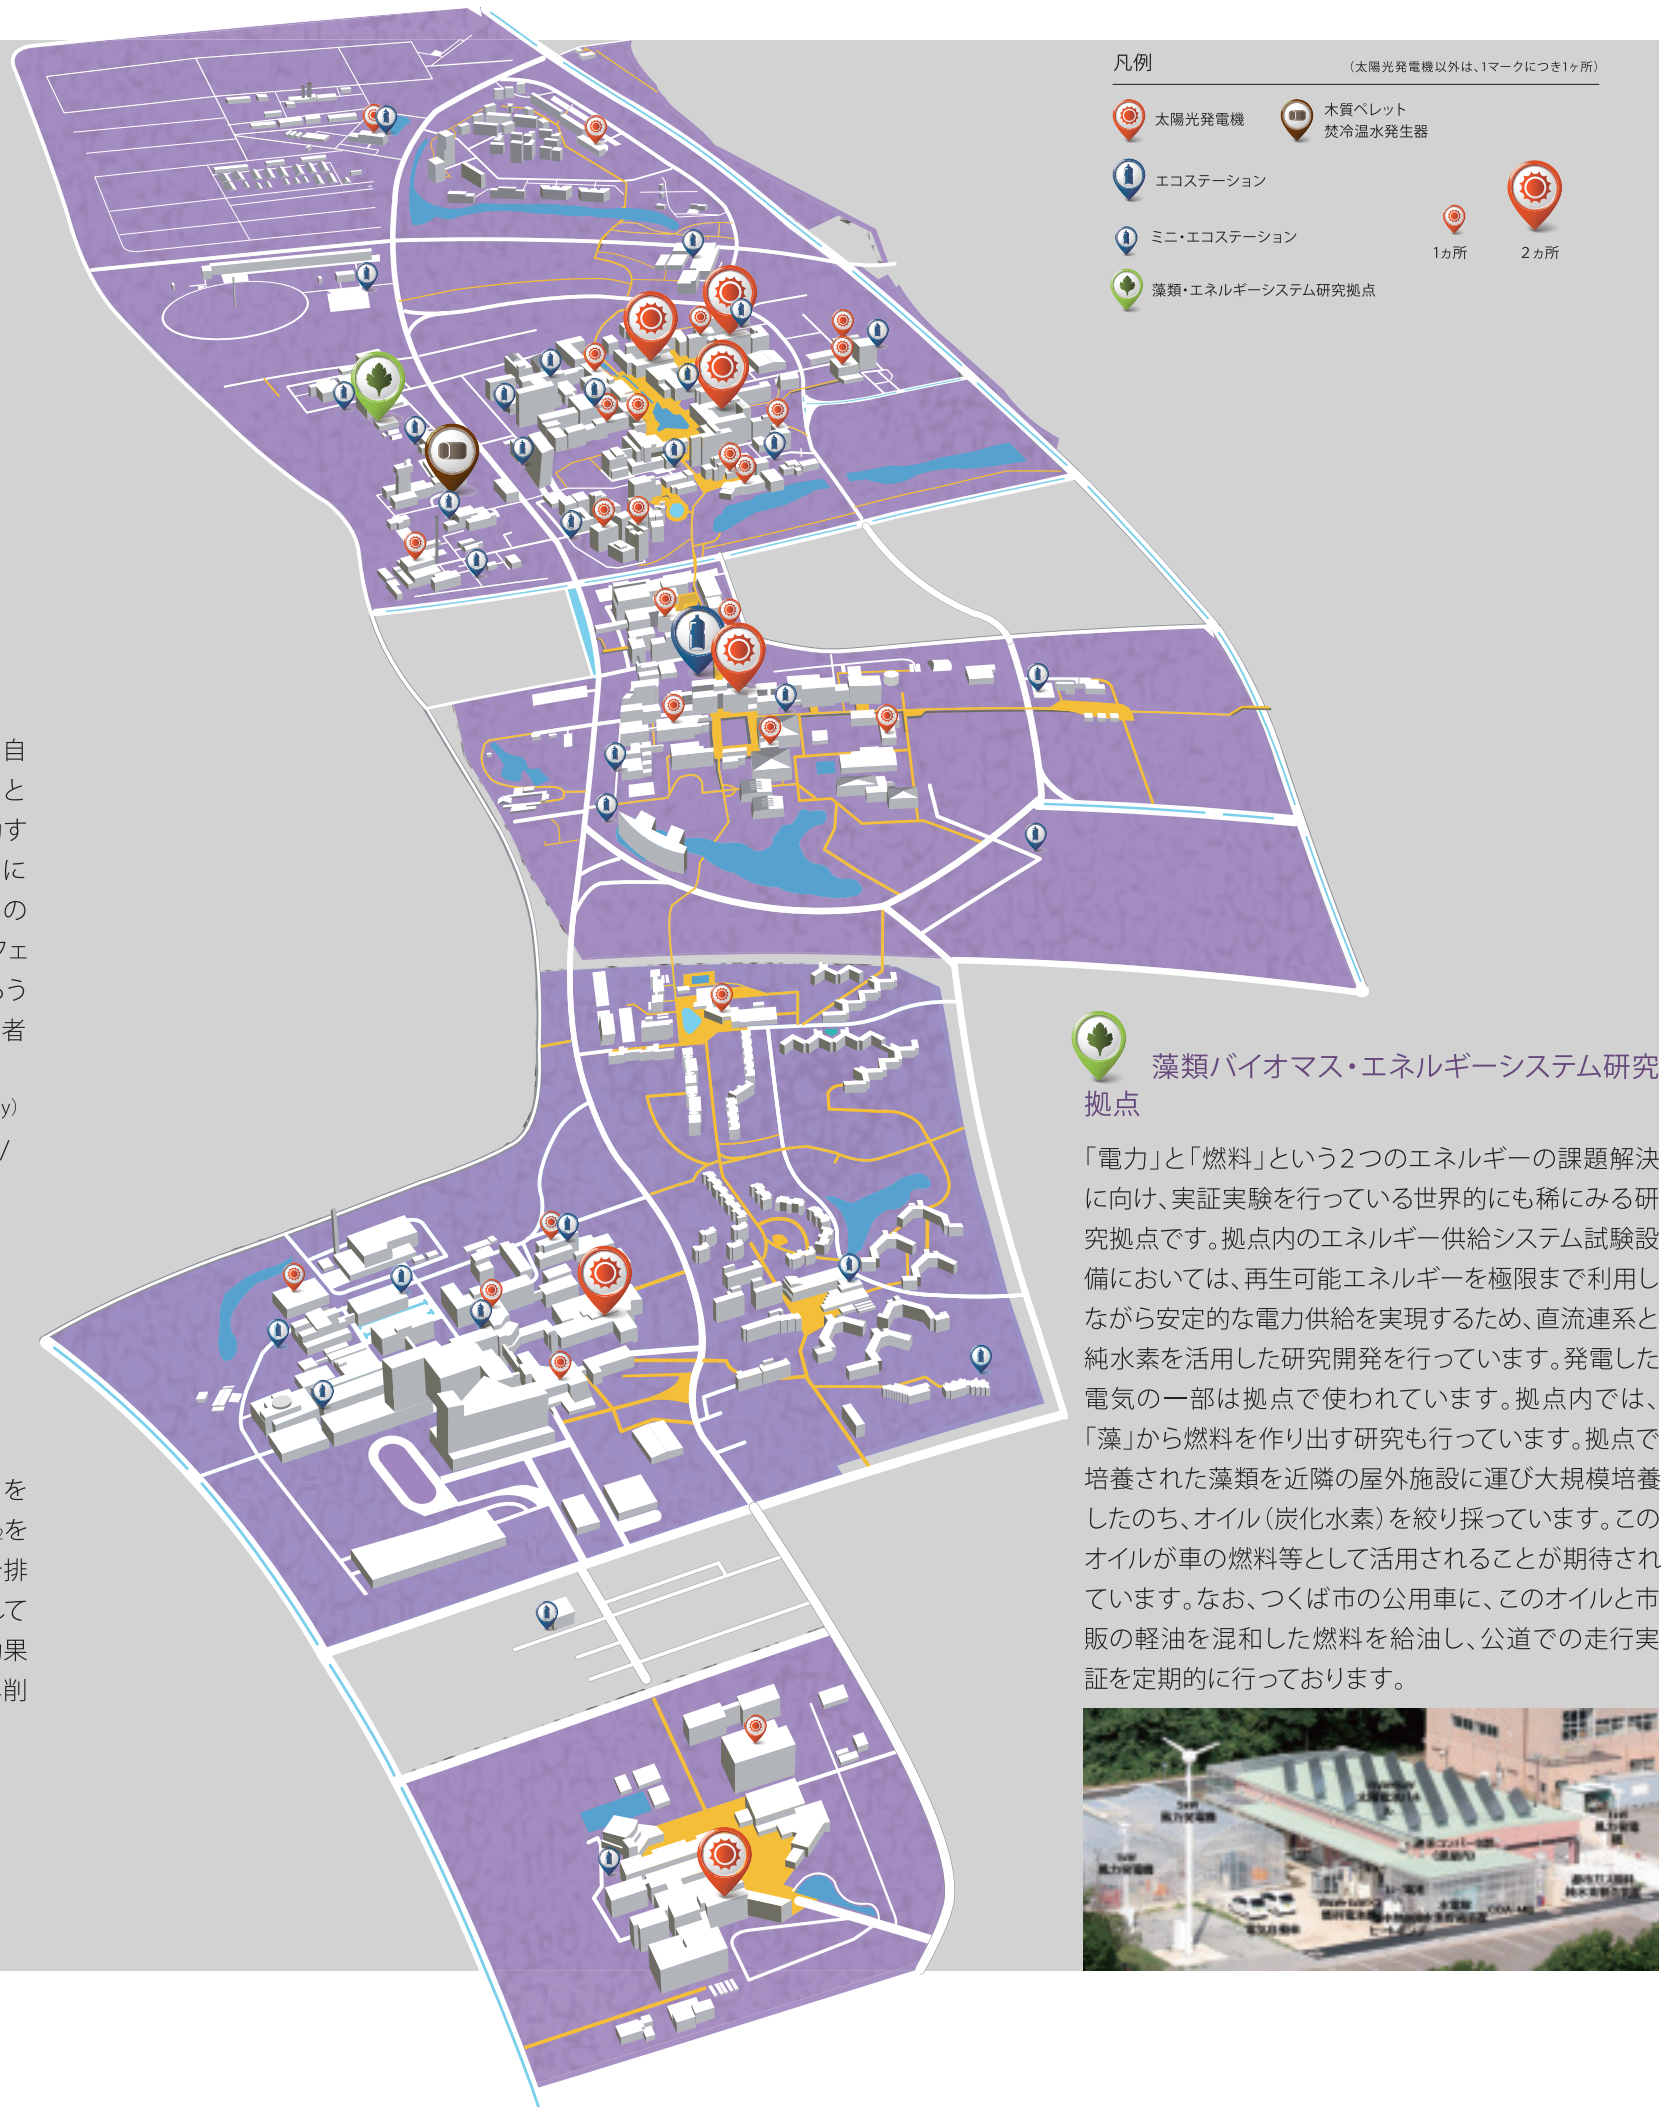 凡例
（太陽光発電機以外は、1マークにつき1ヶ所）
太陽光発電機
木質ペレット
焚冷温水発生器
エコステーション
ミニ・エコステーション
1ヵ所
2ヵ所
藻類・エネルギーシステム研究拠点
自
と
す
に
の
フェ
う
者
y）
/
を
を
排
して
果
削
藻類バイオマス・エネルギーシステム研究
拠点
「電力」と「燃料」という2つのエネルギーの課題解決
に向け、実証実験を行っている世界的にも稀にみる研
究拠点です。拠点内のエネルギー供給システム試験設
備においては、再生可能エネルギーを極限まで利用し
ながら安定的な電力供給を実現するため、直流連系と
純水素を活用した研究開発を行っています。発電した
電気の一部は拠点で使われています。拠点内では、
「藻」から燃料を作り出す研究も行っています。拠点で
培養された藻類を近隣の屋外施設に運び大規模培養
したのち、オイル（炭化水素）を絞り採っています。この
オイルが車の燃料等として活用されることが期待され
ています。なお、つくば市の公用車に、このオイルと市
販の軽油を混和した燃料を給油し、公道での走行実
証を定期的に行っております。
風力発電機
風力発電機
電気自動車